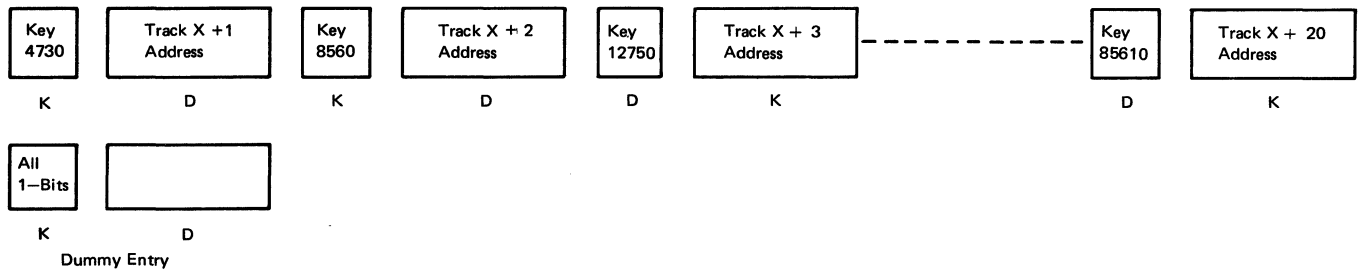 Key
4730
Track X +1
Address
Key
8560
Track X + 2
Address
Key
12750
Track X + 3
Address
Key
85610
Track X + 20
Address
K
D
K
D
D
K
D
K
All
1—Bits
K
D
Dummy Entry